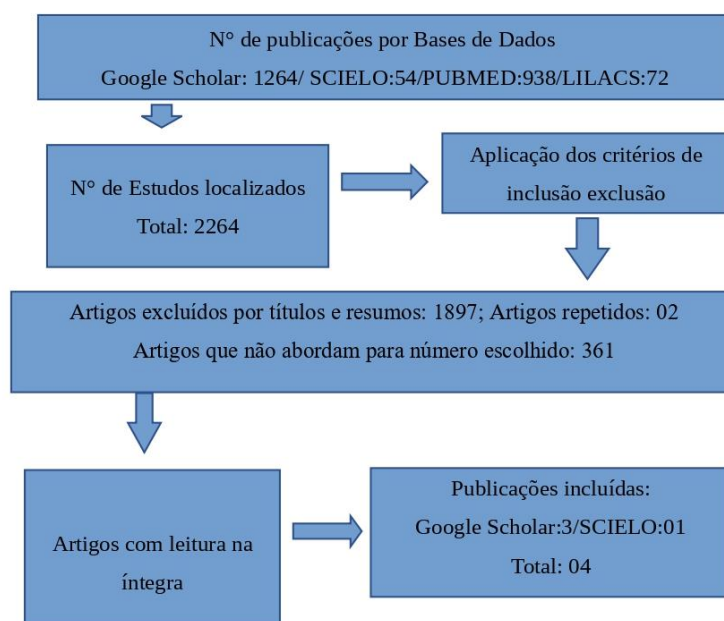 N° de publicações por Bases de Dados
Google Scholar: 1264/ SCIELO:54/PUBMED:938/LILACS:72
N° de Estudos localizados
Total: 2264
Aplicação dos critérios de
inclusão exclusão
Artigos excluídos por títulos e resumos: 1897; Artigos repetidos: 02
Artigos que não abordam para número escolhido: 361
Artigos com leitura na
íntegra
Publicações incluídas:
Google Scholar:3/SCIELO:01
Total: 04